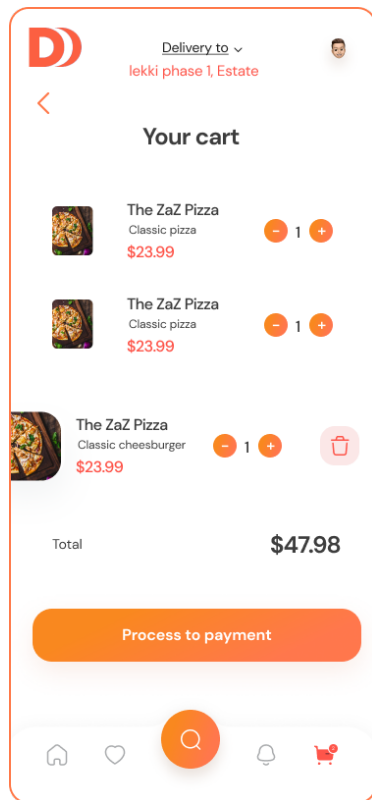 Delivery to
lekki phase 1, Estate
Your cart
The ZaZ Pizza
Classic pizza
$23.99
- 1 +
The ZaZ Pizza
Classic pizza
$23.99
- 1 +
The ZaZ Pizza
Classic cheesburger
$23.99
- 1 +
Total
$47.98
Process to payment